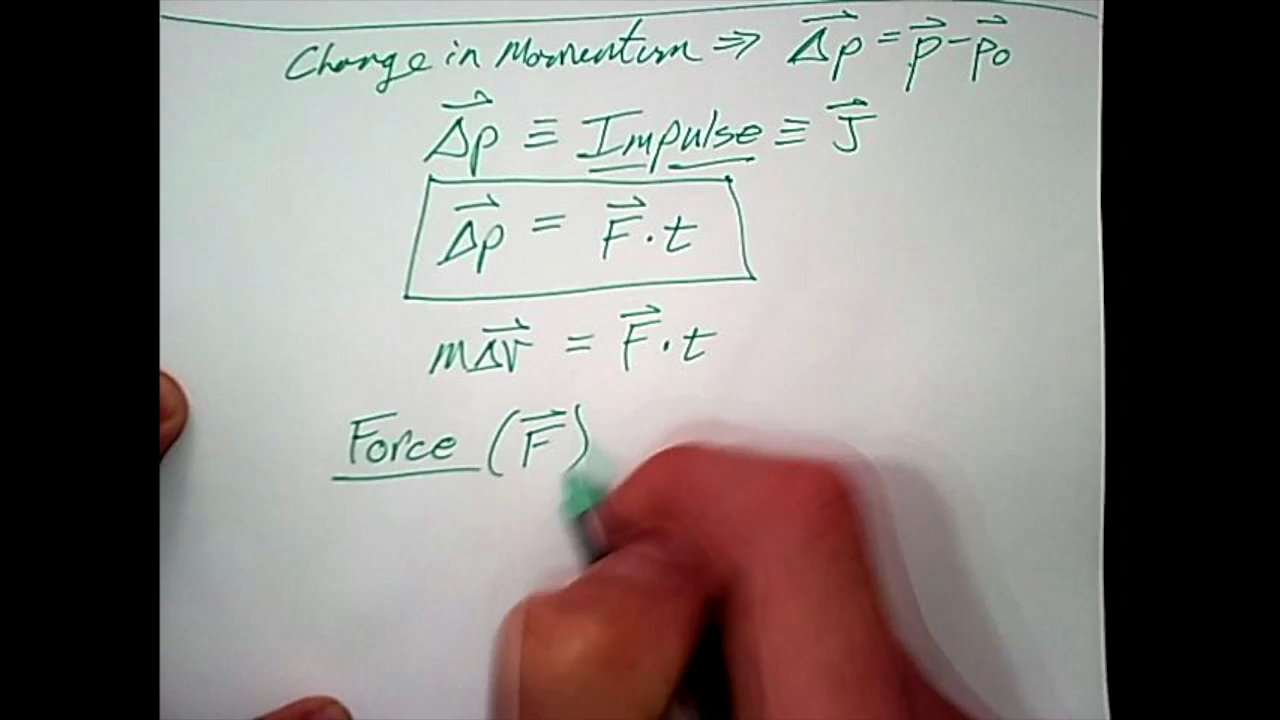 Change in Momentum ⇒ Δp⃗ = p⃗ - p⃗₀
Δp⃗ ≡ Impulse ≡ J⃗
Δp⃗ = F⃗ · t
mΔv⃗ = F⃗ · t
Force (F⃗)